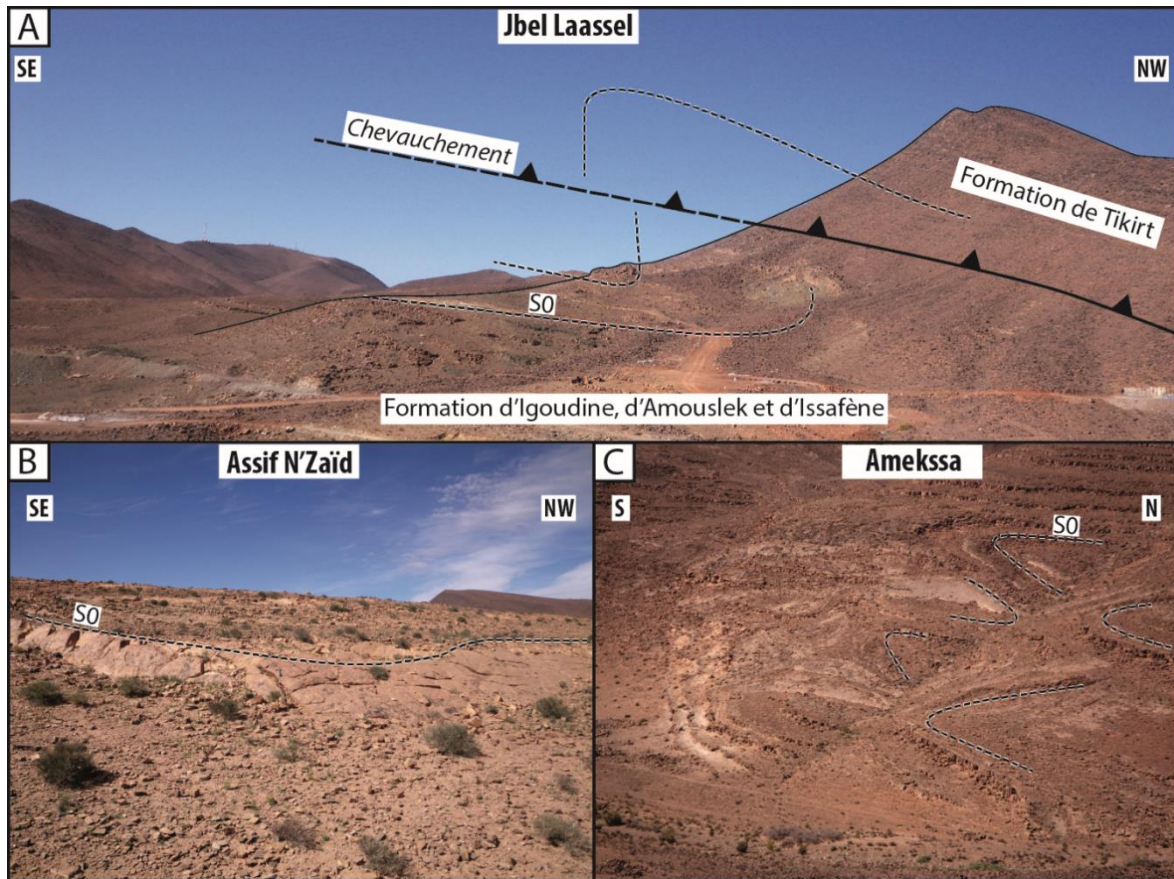 A
Jbel Laassel
SE
NW
Chevauchement
Formation de Tikirt
S0
Formation d'Igoudine, d'Amouslek et d'Issafène
B
Assif N'Zaïd
SE
NW
S0
C
Amekssa
S
N
S0